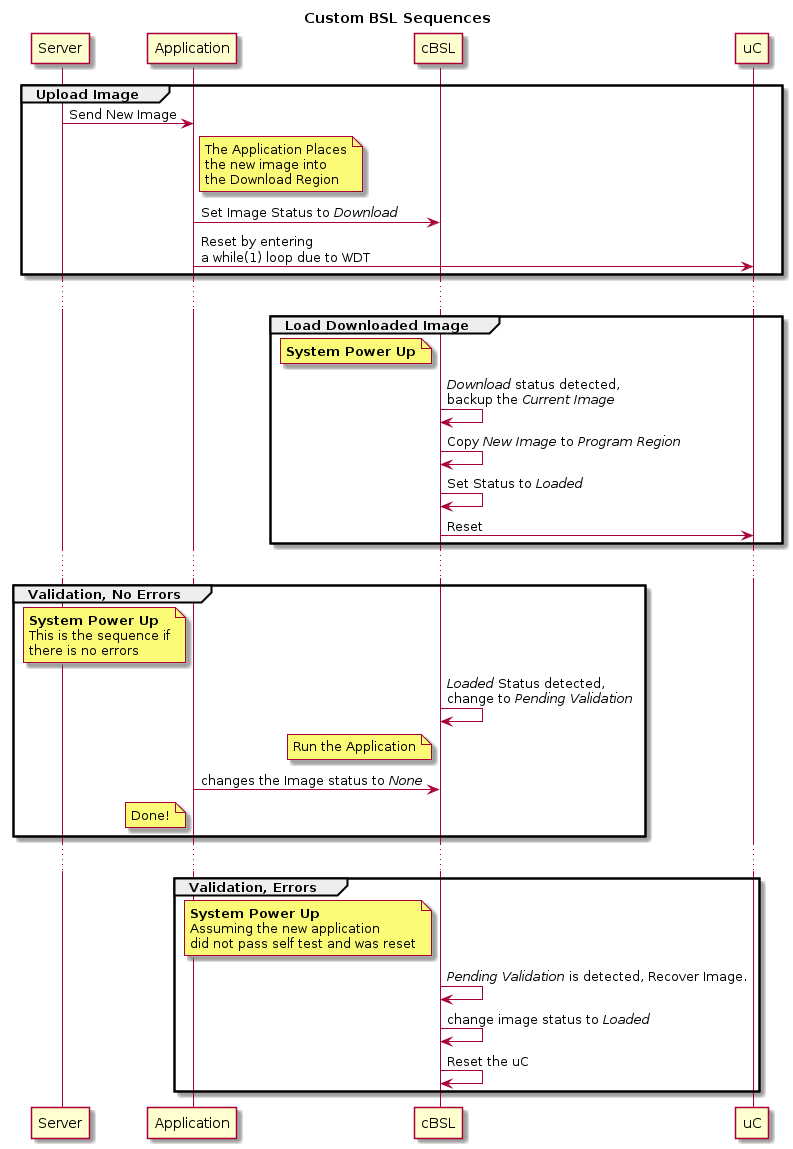 Custom BSL Sequences
Server
Application
cBSL
uC
Upload Image
Send New Image
The Application Places
the new image into
the Download Region
Set Image Status to Download
Reset by entering
a while(1) loop due to WDT
Load Downloaded Image
System Power Up
Download status detected,
backup the Current Image
Copy New Image to Program Region
Set Status to Loaded
Reset
Validation, No Errors
System Power Up
This is the sequence if
there is no errors
Loaded Status detected,
change to Pending Validation
Run the Application
changes the Image status to None
Done!
Validation, Errors
System Power Up
Assuming the new application
did not pass self test and was reset
Pending Validation is detected, Recover Image.
change image status to Loaded
Reset the uC
Server
Application
cBSL
uC